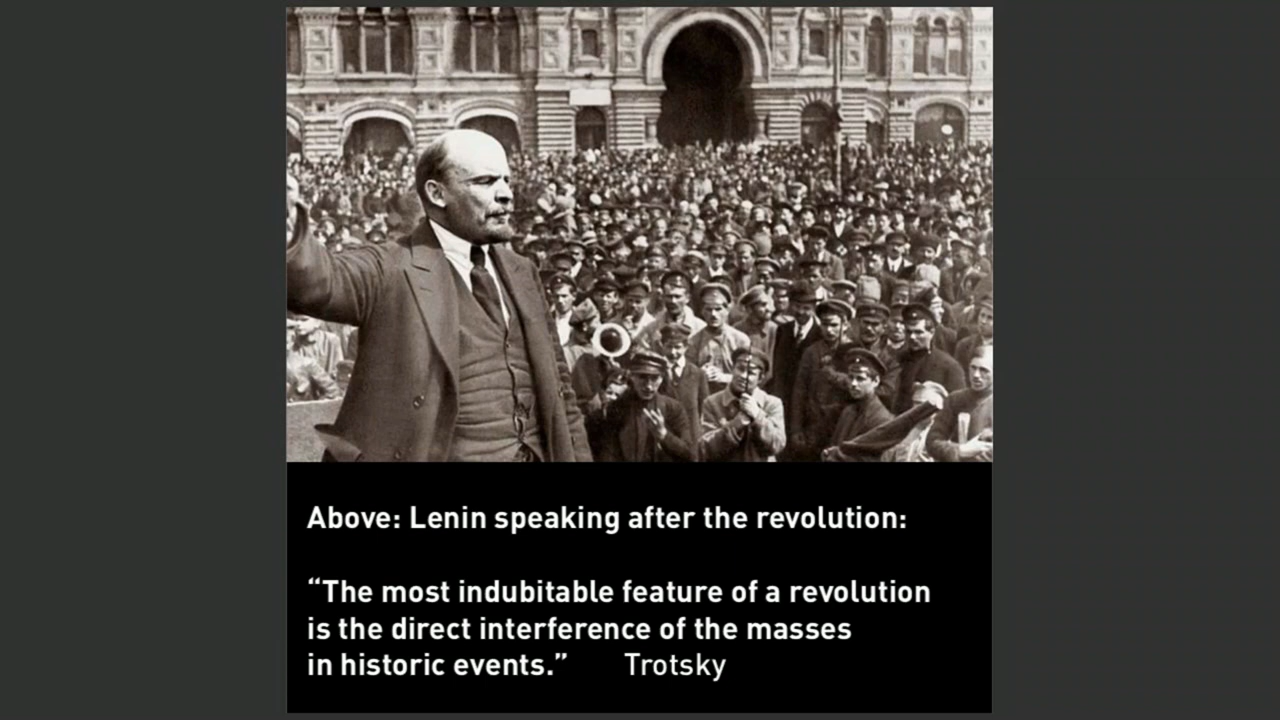 Above: Lenin speaking after the revolution:
“The most indubitable feature of a revolution
is the direct interference of the masses
in historic events.” Trotsky